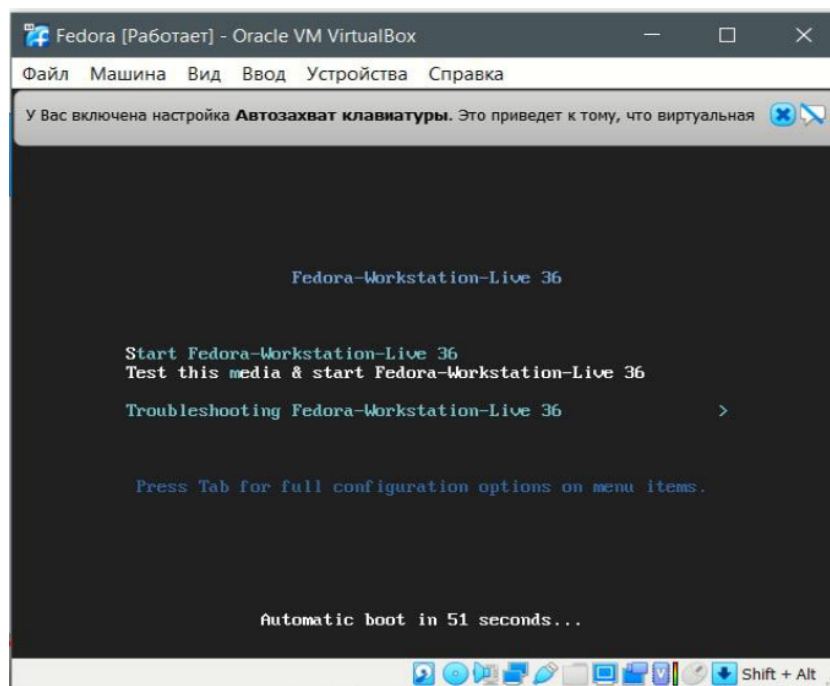 Fedora [Работает] - Oracle VM VirtualBox
Файл Машина Вид Ввод Устройства Справка
У Вас включена настройка Автозахват клавиатуры. Это приведет к тому, что виртуальная
Fedora-Workstation-Live 36
Start Fedora-Workstation-Live 36
Test this media & start Fedora-Workstation-Live 36
Troubleshooting Fedora-Workstation-Live 36 >
Press Tab for full configuration options on menu items.
Automatic boot in 51 seconds...
Shift + Alt